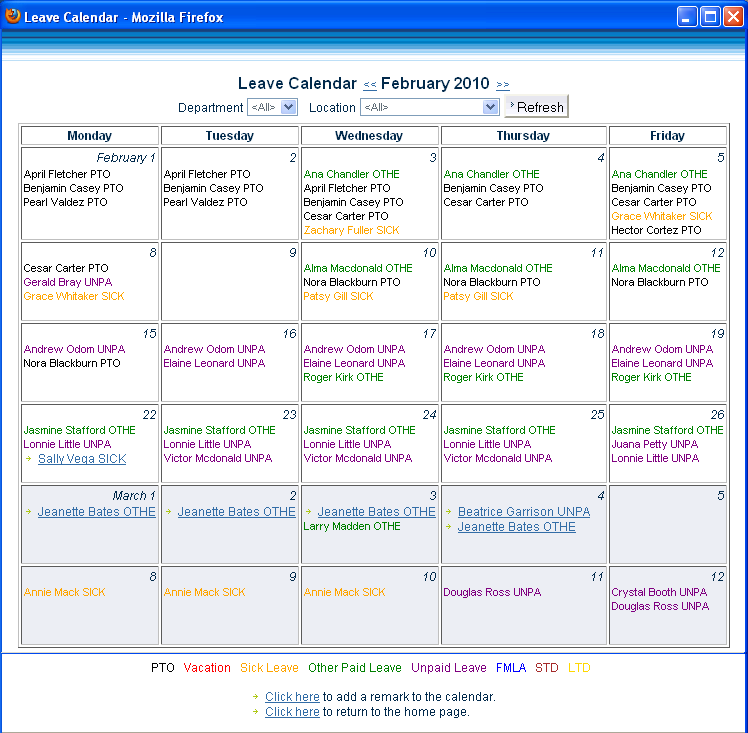 Leave Calendar - Mozilla Firefox
Leave Calendar << February 2010 >>
Department <All> Location <All> Refresh
Monday Tuesday Wednesday Thursday Friday
February 1
April Fletcher PTO
Benjamin Casey PTO
Pearl Valdez PTO
2
April Fletcher PTO
Benjamin Casey PTO
Pearl Valdez PTO
3
Ana Chandler OTHE
April Fletcher PTO
Benjamin Casey PTO
Cesar Carter PTO
Zachary Fuller SICK
4
Ana Chandler OTHE
Benjamin Casey PTO
Cesar Carter PTO
5
Ana Chandler OTHE
Benjamin Casey PTO
Cesar Carter PTO
Grace Whitaker SICK
Hector Cortez PTO
8
Cesar Carter PTO
Gerald Bray UNPA
Grace Whitaker SICK
9
10
Alma Macdonald OTHE
Nora Blackburn PTO
Patsy Gill SICK
11
Alma Macdonald OTHE
Nora Blackburn PTO
Patsy Gill SICK
12
Alma Macdonald OTHE
Nora Blackburn PTO
15
Andrew Odom UNPA
Nora Blackburn PTO
16
Andrew Odom UNPA
Elaine Leonard UNPA
17
Andrew Odom UNPA
Elaine Leonard UNPA
Roger Kirk OTHE
18
Andrew Odom UNPA
Elaine Leonard UNPA
Roger Kirk OTHE
19
Andrew Odom UNPA
Elaine Leonard UNPA
Roger Kirk OTHE
22
Jasmine Stafford OTHE
Lonnie Little UNPA
Sally Vega SICK
23
Jasmine Stafford OTHE
Lonnie Little UNPA
Victor Mcdonald UNPA
24
Jasmine Stafford OTHE
Lonnie Little UNPA
Victor Mcdonald UNPA
25
Jasmine Stafford OTHE
Lonnie Little UNPA
Victor Mcdonald UNPA
26
Jasmine Stafford OTHE
Juana Petty UNPA
Lonnie Little UNPA
March 1
Jeanette Bates OTHE
2
Jeanette Bates OTHE
3
Jeanette Bates OTHE
Larry Madden OTHE
4
Beatrice Garrison UNPA
Jeanette Bates OTHE
5
8
Annie Mack SICK
9
Annie Mack SICK
10
Annie Mack SICK
11
Douglas Ross UNPA
12
Crystal Booth UNPA
Douglas Ross UNPA
PTO Vacation Sick Leave Other Paid Leave Unpaid Leave FMLA STD LTD
Click here to add a remark to the calendar.
Click here to return to the home page.